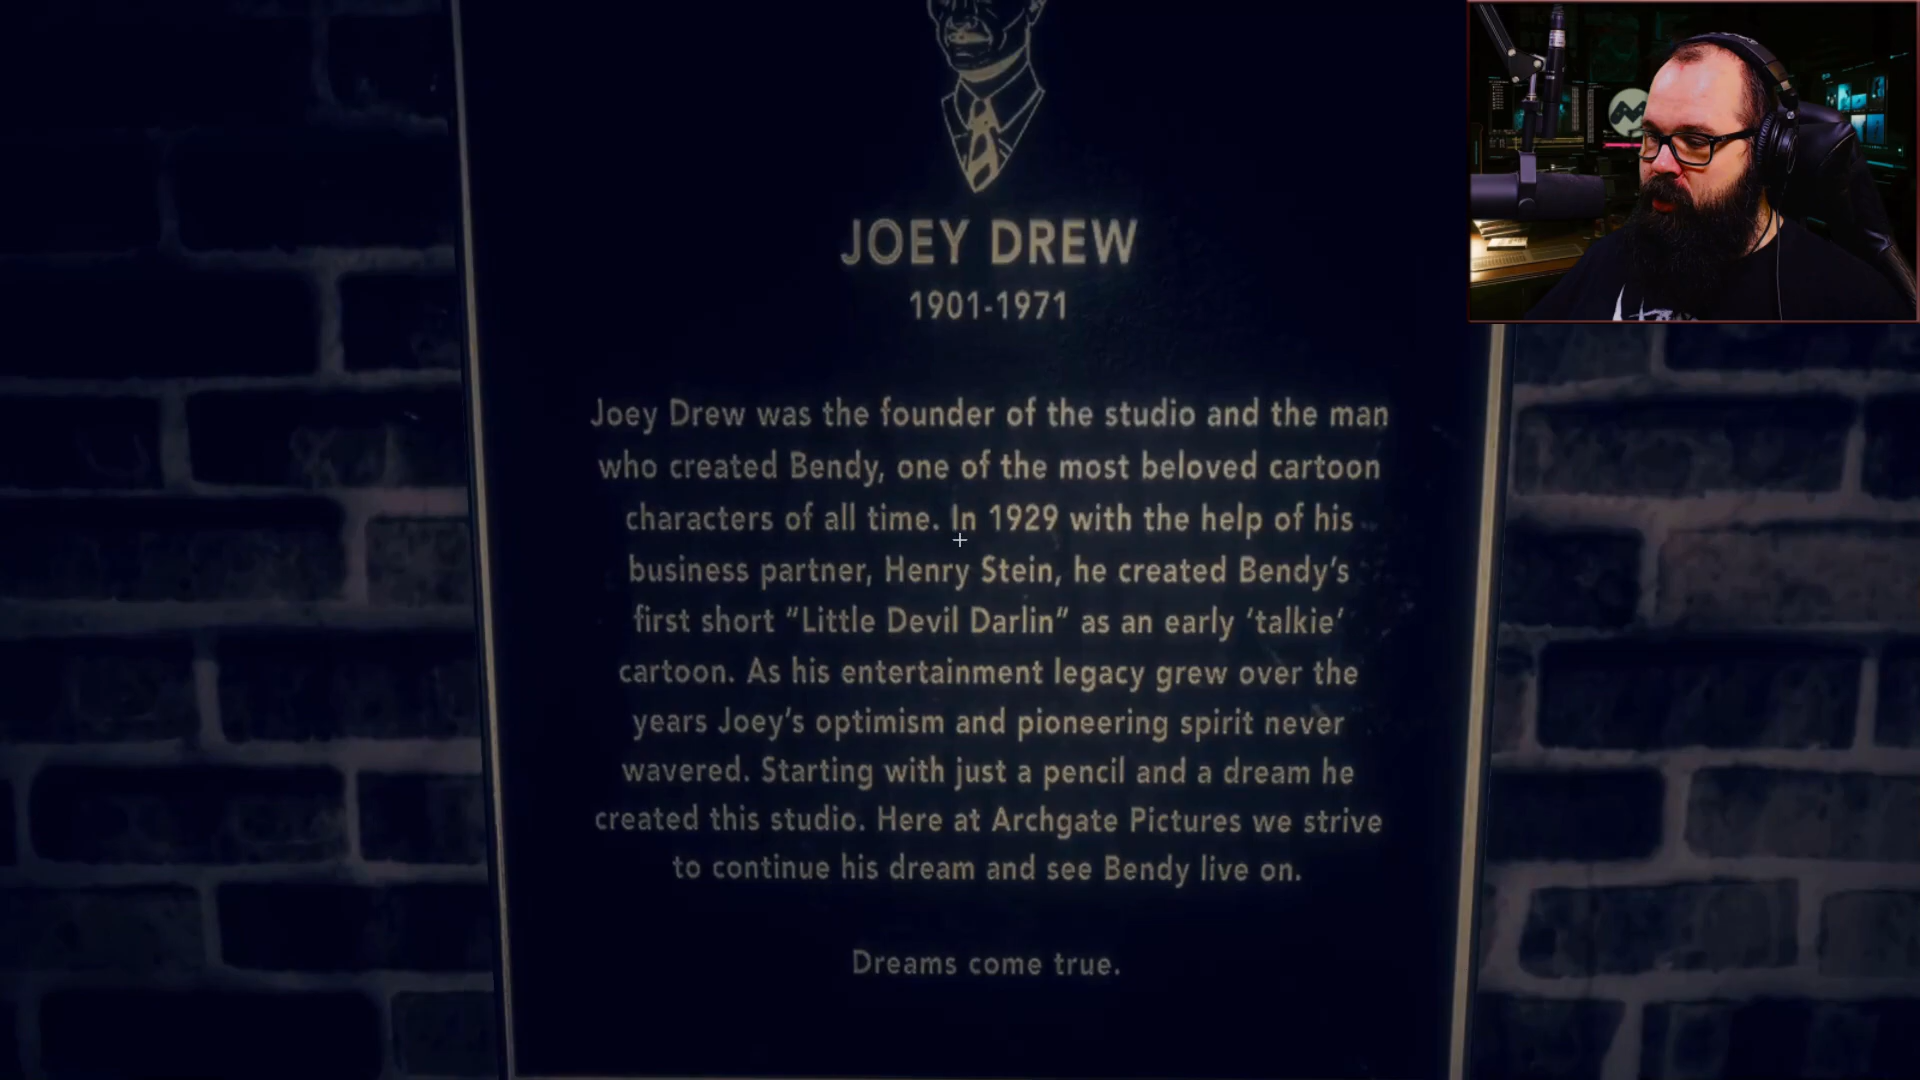 JOEY DREW
1901-1971
Joey Drew was the founder of the studio and the man
who created Bendy, one of the most beloved cartoon
characters of all time. In 1929 with the help of his
business partner, Henry Stein, he created Bendy's
first short “Little Devil Darlin” as an early ‘talkie’
cartoon. As his entertainment legacy grew over the
years Joey’s optimism and pioneering spirit never
wavered. Starting with just a pencil and a dream he
created this studio. Here at Archgate Pictures we strive
to continue his dream and see Bendy live on.
Dreams come true.